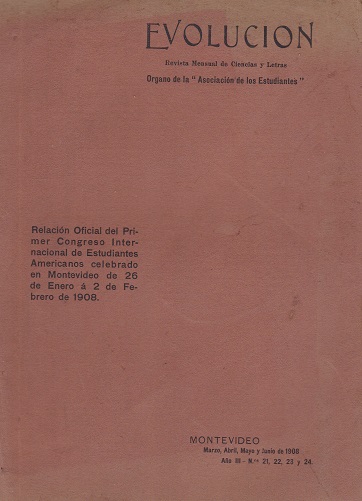 EVOLUCION
Revista Mensual de Ciencias y Letras
Organo de la " Asociación de los Estudiantes "
Relación Oficial del Pri-
mer Congreso Inter-
nacional de Estudiantes
Americanos celebrado
en Montevideo de 26
de Enero á 2 de Fe-
brero de 1908.
MONTEVIDEO
Marzo, Abril, Mayo y Junio de 1908
Año III - N.os 21, 22, 23 y 24.